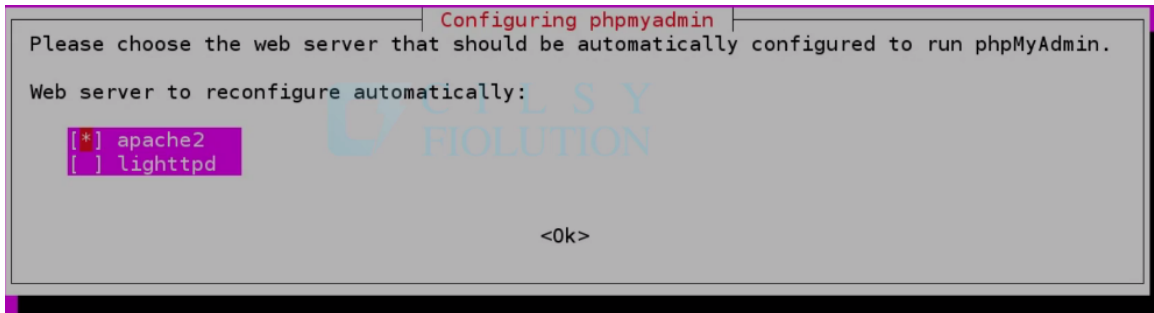 Configuring phpmyadmin
Please choose the web server that should be automatically configured to run phpMyAdmin.
Web server to reconfigure automatically:
[*] apache2
[ ] lighttpd
<Ok>